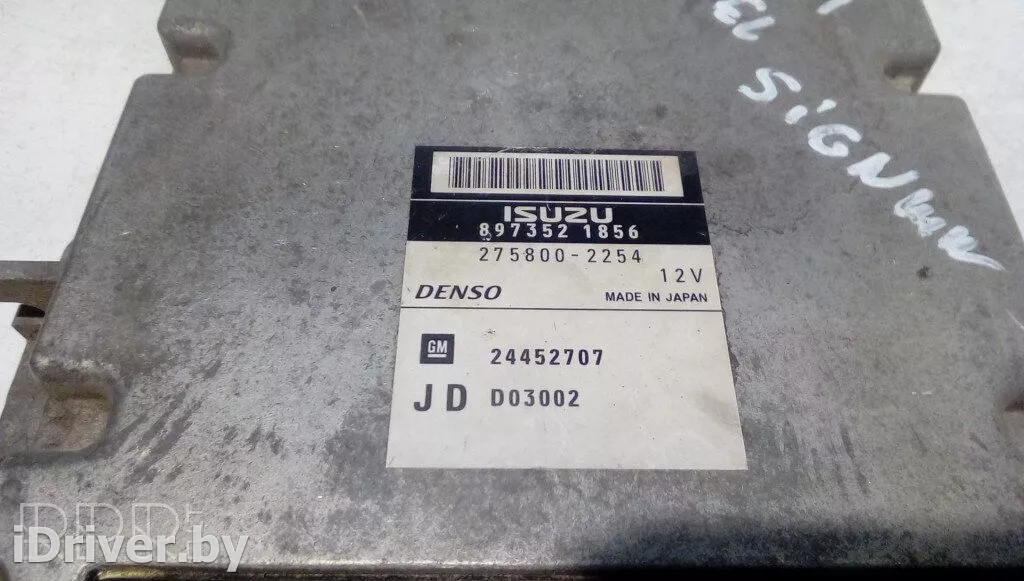 SIGNUM
ISUZU
897352 1856
275800-2254
12V
DENSO
MADE IN JAPAN
GM
24452707
JD D03002
iDriver.by